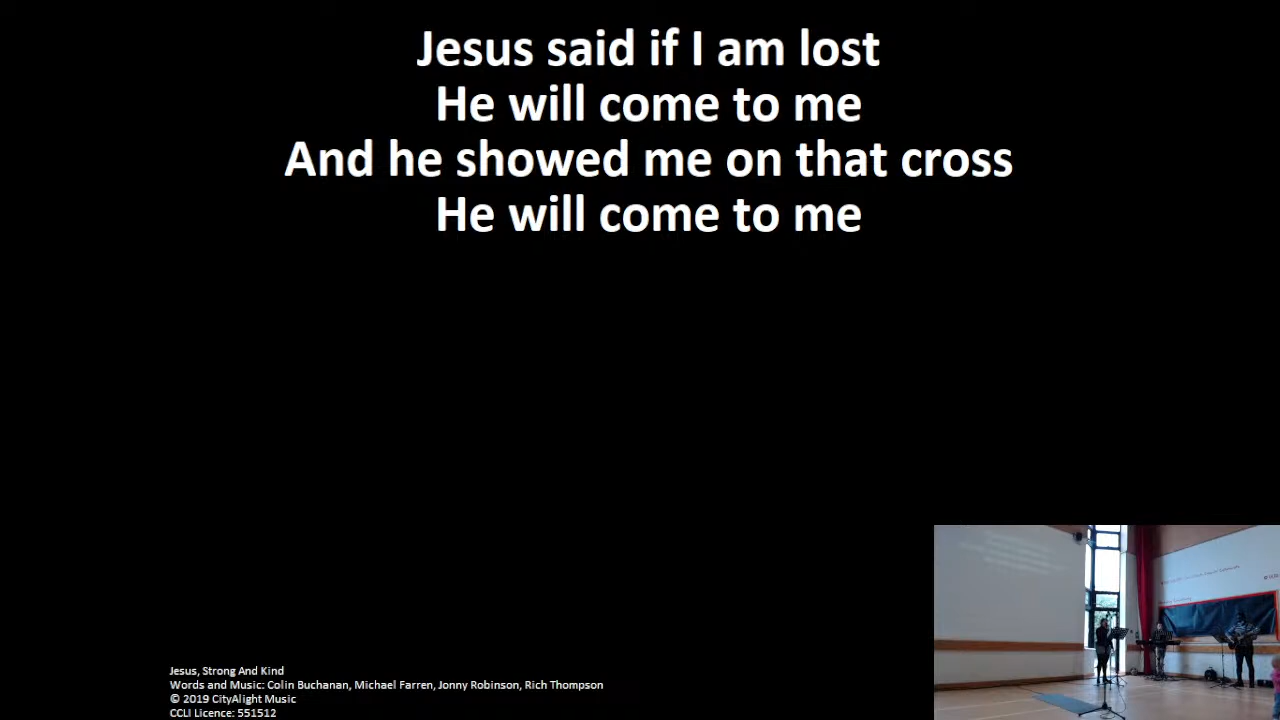 Jesus said if I am lost
He will come to me
And he showed me on that cross
He will come to me
Jesus, Strong And Kind
Words and Music: Colin Buchanan, Michael Farren, Jonny Robinson, Rich Thompson
© 2019 CityAlight Music
CCLI Licence: 551512